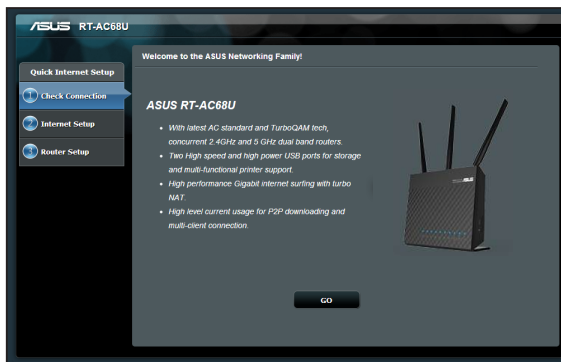 ASUS RT-AC68U
Welcome to the ASUS Networking Family!
Quick Internet Setup
1 Check Connection
2 Internet Setup
3 Router Setup
ASUS RT-AC68U
• With latest AC standard and TurboQAM tech,
concurrent 2.4GHz and 5 GHz dual band routers.
• Two High speed and high power USB ports for storage
and multi-functional printer support.
• High performance Gigabit internet surfing with turbo
NAT.
• High level current usage for P2P downloading and
multi-client connection.
GO